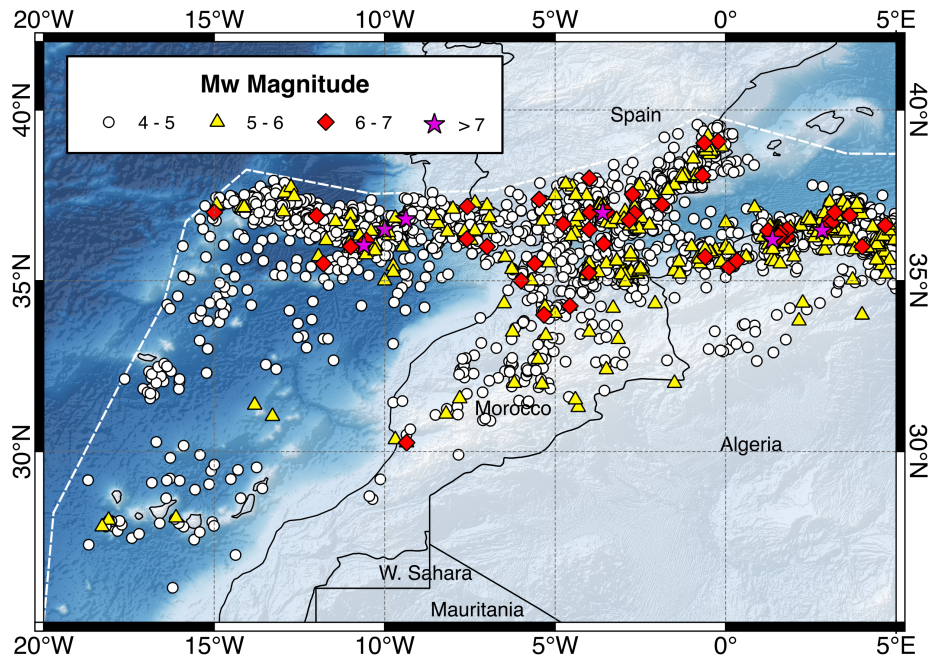 20°W 15°W 10°W 5°W 0° 5°E
Mw Magnitude
4 - 5 5 - 6 6 - 7 > 7
40°N 40°N
Spain
35°N 35°N
Morocco
30°N Algeria 30°N
W. Sahara
Mauritania
20°W 15°W 10°W 5°W 0° 5°E